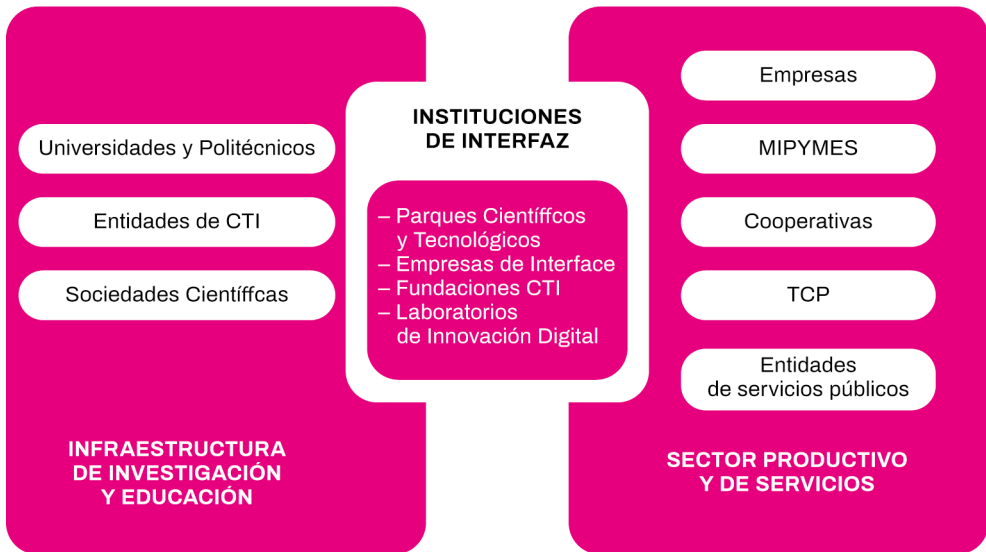 Universidades y Politécnicos
Entidades de CTI
Sociedades Científfcas
INFRAESTRUCTURA
DE INVESTIGACIÓN
Y EDUCACIÓN
INSTITUCIONES
DE INTERFAZ
– Parques Científfcos
y Tecnológicos
– Empresas de Interface
– Fundaciones CTI
– Laboratorios
de Innovación Digital
Empresas
MIPYMES
Cooperativas
TCP
Entidades
de servicios públicos
SECTOR PRODUCTIVO
Y DE SERVICIOS